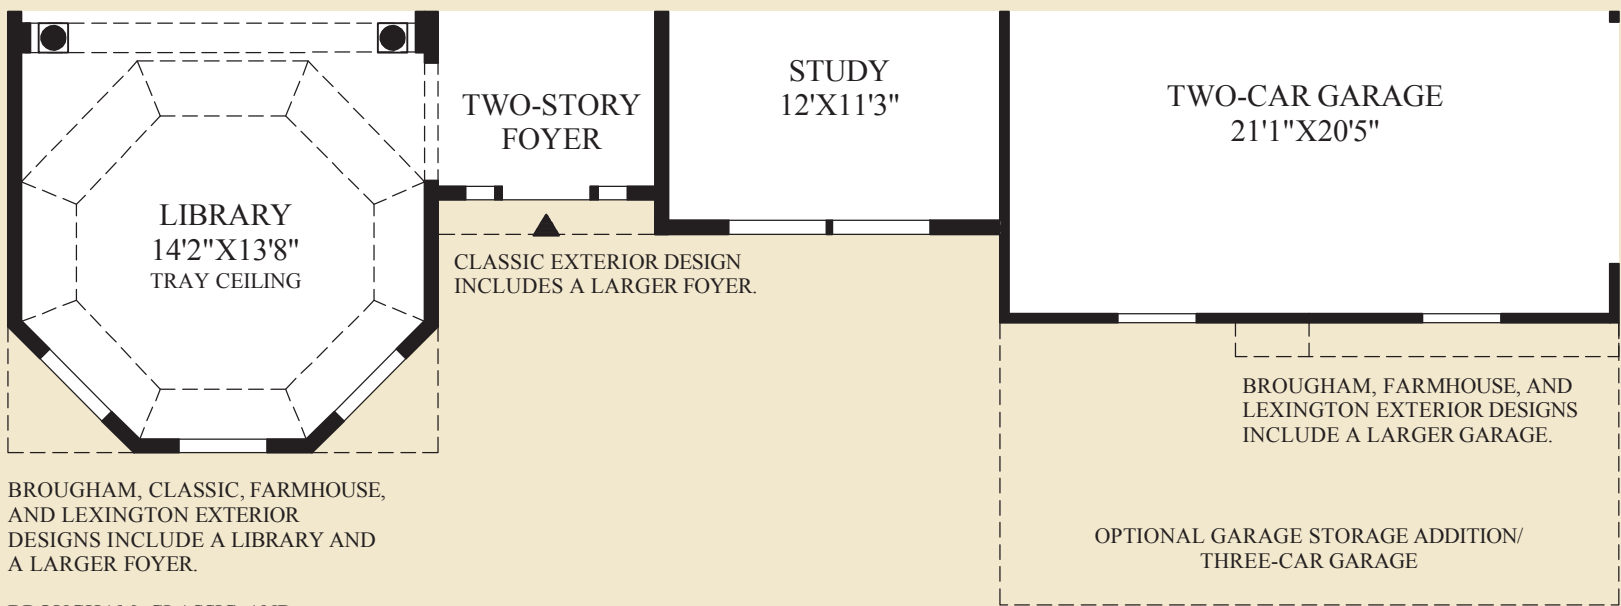 TWO-STORY
FOYER
STUDY
12'X11'3"
TWO-CAR GARAGE
21'1"X20'5"
LIBRARY
14'2"X13'8"
TRAY CEILING
CLASSIC EXTERIOR DESIGN
INCLUDES A LARGER FOYER.
BROUGHAM, FARMHOUSE, AND
LEXINGTON EXTERIOR DESIGNS
INCLUDE A LARGER GARAGE.
BROUGHAM, CLASSIC, FARMHOUSE,
AND LEXINGTON EXTERIOR
DESIGNS INCLUDE A LIBRARY AND
A LARGER FOYER.
OPTIONAL GARAGE STORAGE ADDITION/
THREE-CAR GARAGE